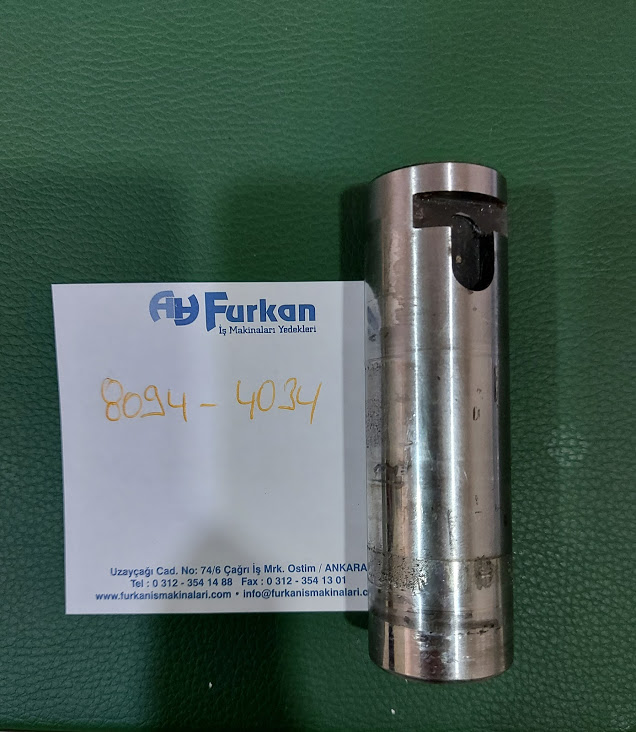 Furkan
İş Makinaları Yedekleri
8094-4034
Uzayçağı Cad. No: 74/6 Çağrı İş Mrk. Ostim / ANKARA
Tel : 0 312 - 354 14 88 Fax : 0 312 - 354 13 01
www.furkanismakinalari.com • info@furkanismakinalari.c